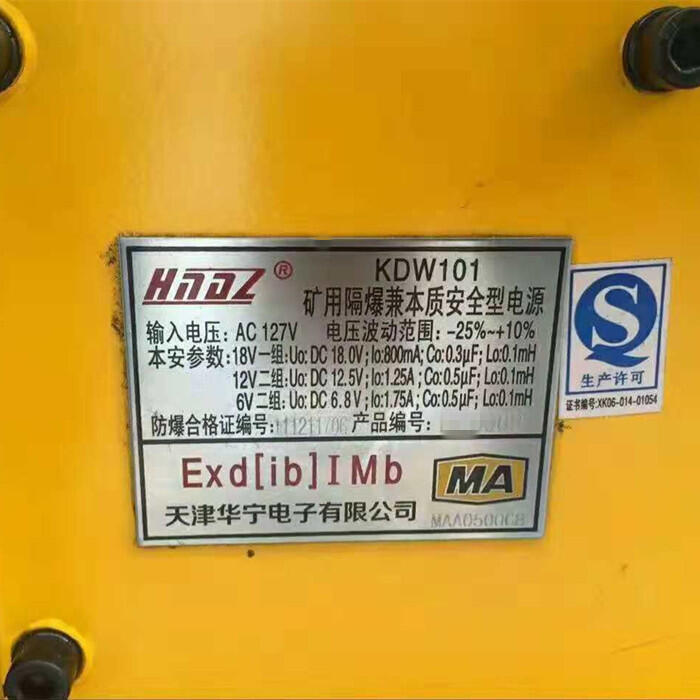 HNDZ®
KDW101
矿用隔爆兼本质安全型电源
输入电压: AC 127V 电压波动范围: -25%~+10%
本安参数: 18V一组: Uo: DC 18.0V; Io: 800mA; Co: 0.3μF; Lo: 0.1mH
12V二组: Uo: DC 12.5V; Io: 1.25A; Co: 0.5μF; Lo: 0.1mH
6V二组: Uo: DC 6.8V; Io: 1.75A; Co: 0.5μF; Lo: 0.1mH
防爆合格证编号: 产品编号:
Exd[ib]IMb
MA
天津华宁电子有限公司
生产许可
证书编号: XK06-014-01054